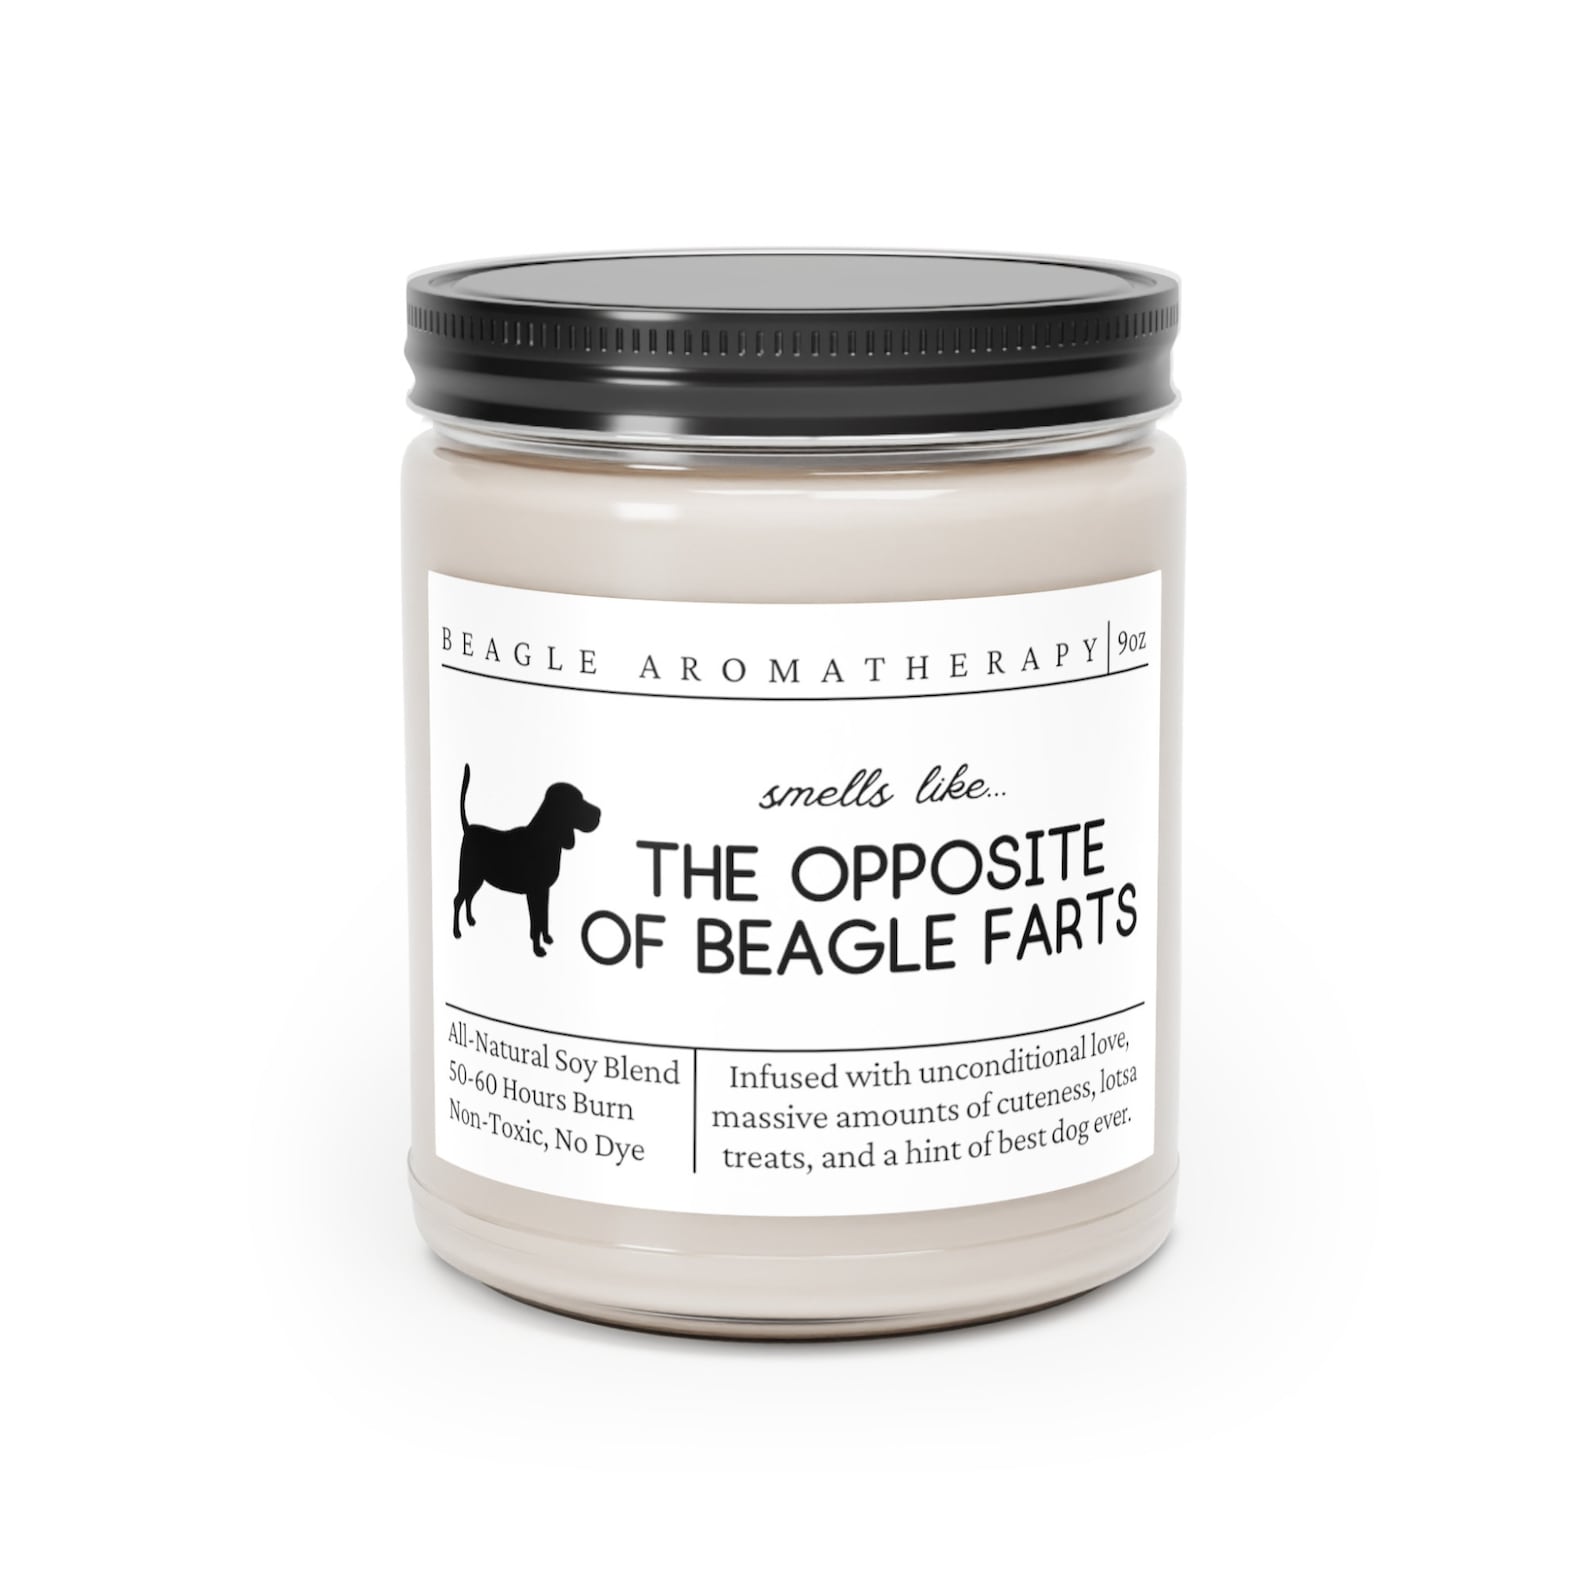 BEAGLE AROMATHERAPY | 9oz
smells like...
THE OPPOSITE
OF BEAGLE FARTS
All-Natural Soy Blend
50-60 Hours Burn
Non-Toxic, No Dye
Infused with unconditional love,
massive amounts of cuteness, lotsa
treats, and a hint of best dog ever.